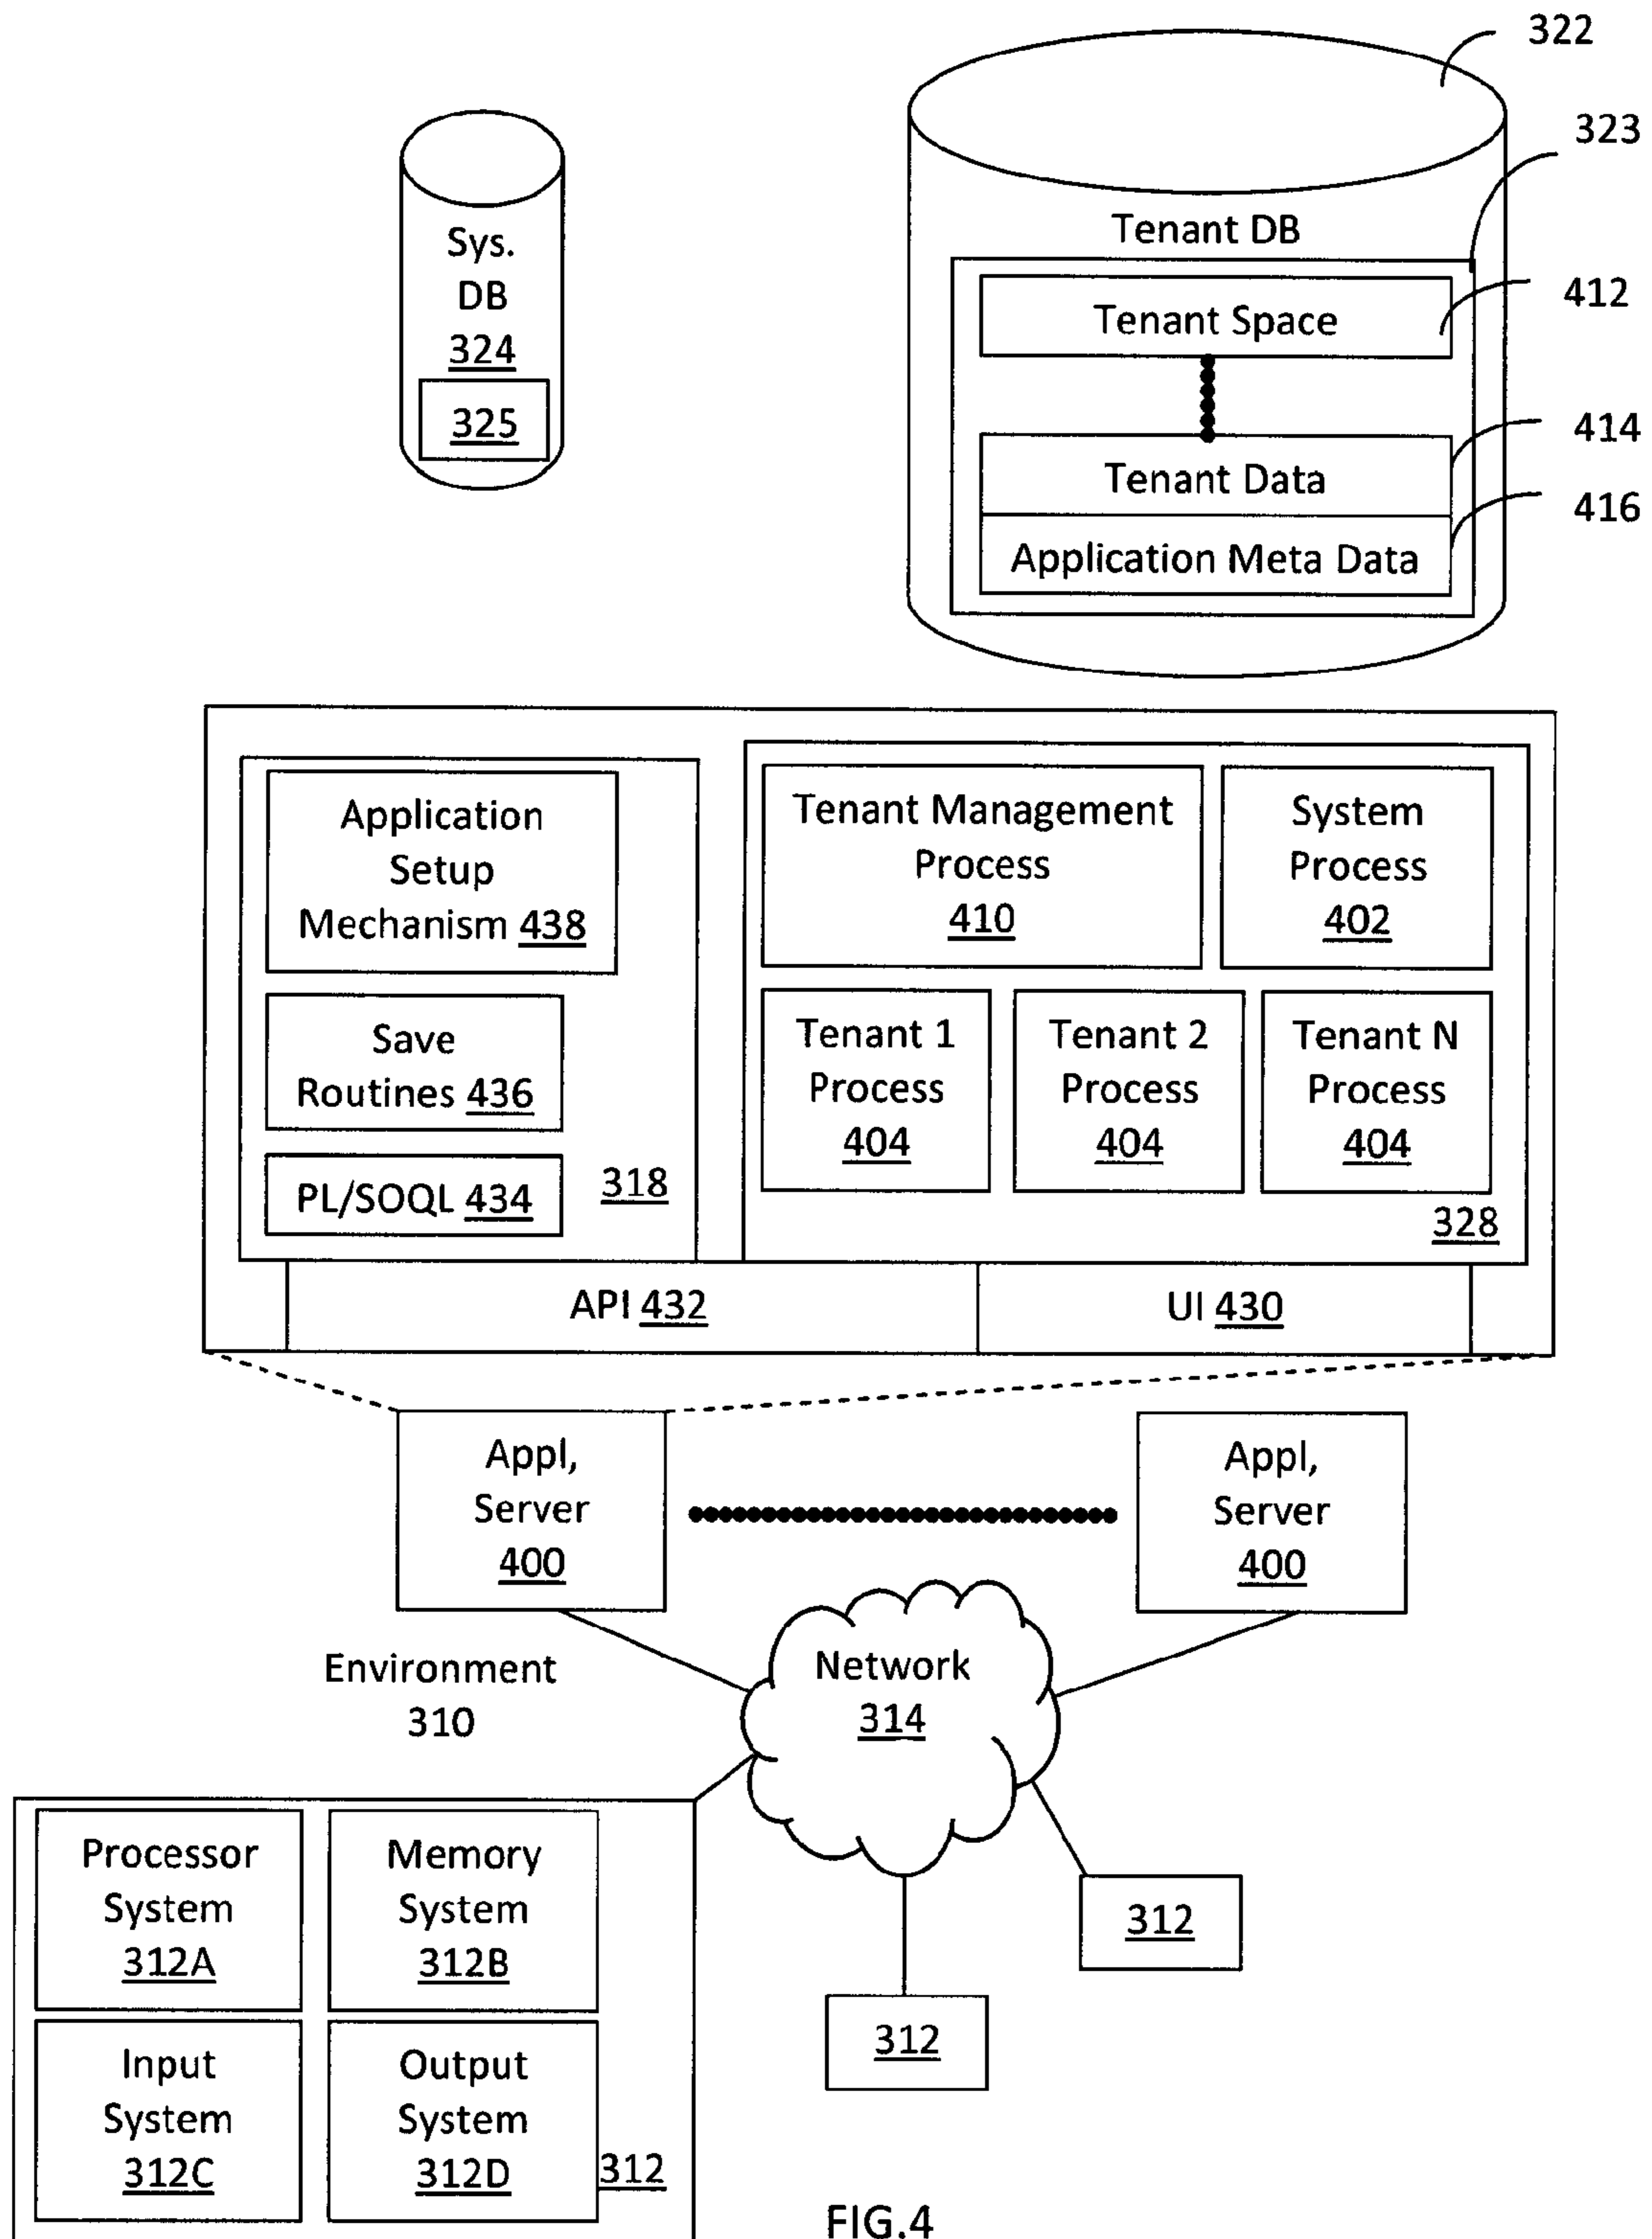 322
323
Sys.
DB
324
325
Tenant DB
Tenant Space
412
Tenant Data
414
Application Meta Data
416
Application
Setup
Mechanism 438
Save
Routines 436
PL/SOQL 434
318
Tenant Management
Process
410
System
Process
402
Tenant 1
Process
404
Tenant 2
Process
404
Tenant N
Process
404
328
API 432
UI 430
Appl,
Server
400
Appl,
Server
400
Environment
310
Network
314
Processor
System
312A
Memory
System
312B
Input
System
312C
Output
System
312D
312
312
312
FIG.4